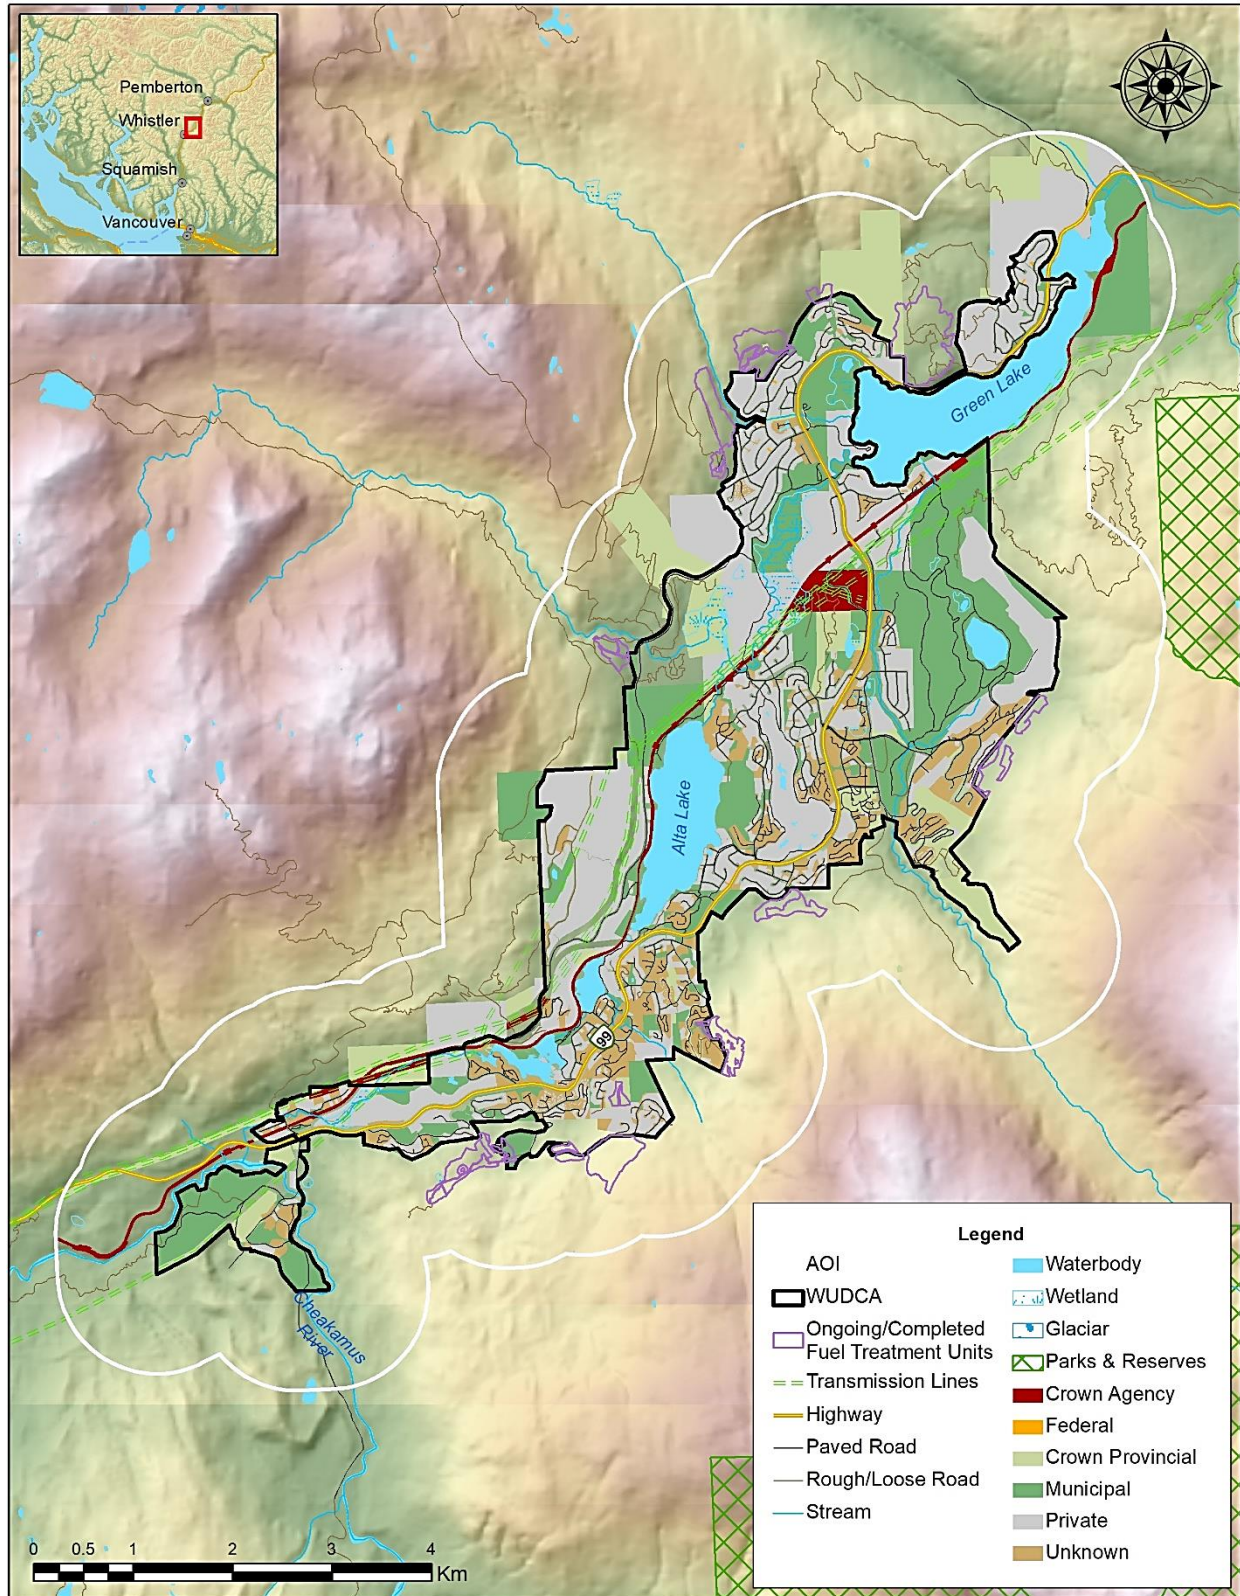 Pemberton
Whistler
Squamish
Vancouver
Green Lake
Alta Lake
99
Cheakamus
River
Legend
AOI
WUDCA
Ongoing/Completed
Fuel Treatment Units
Transmission Lines
Highway
Paved Road
Rough/Loose Road
Stream
Waterbody
Wetland
Glaciar
Parks & Reserves
Crown Agency
Federal
Crown Provincial
Municipal
Private
Unknown
0 0.5 1 2 3 4
Km